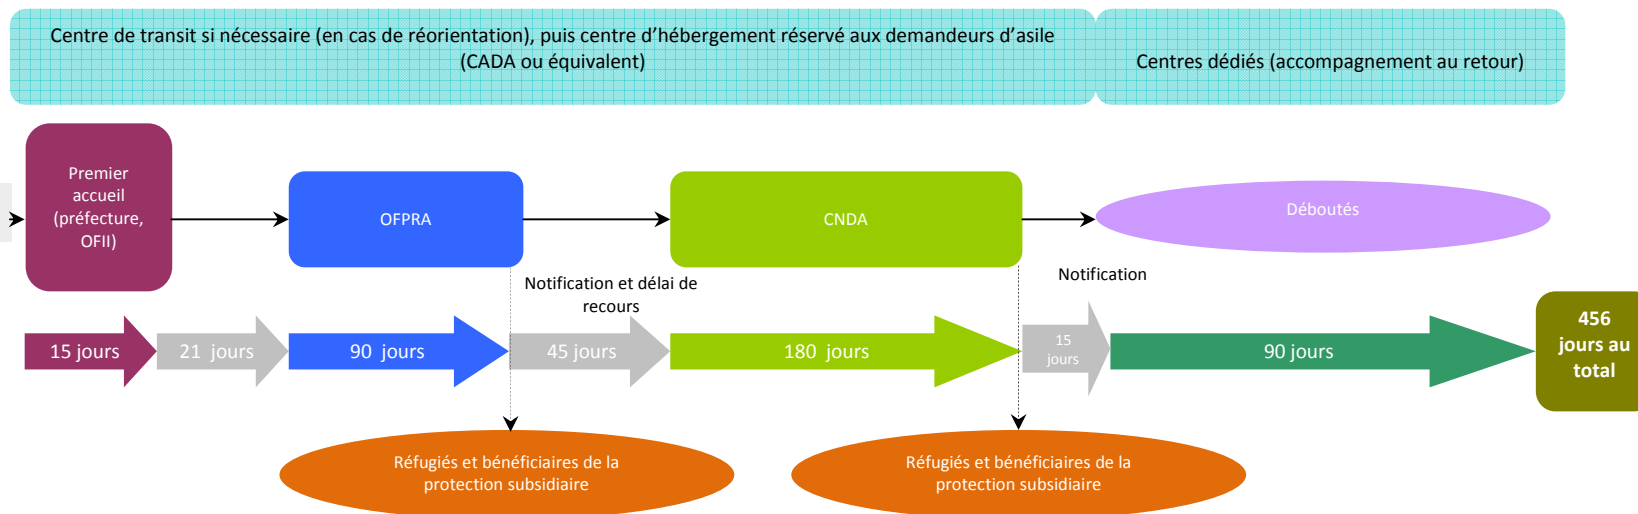 Centre de transit si nécessaire (en cas de réorientation), puis centre d’hébergement réservé aux demandeurs d’asile
(CADA ou équivalent)
Centres dédiés (accompagnement au retour)
Premier
accueil
(préfecture,
OFII)
OFPRA
CNDA
Déboutés
Notification et délai de
recours
Notification
15 jours
21 jours
90 jours
45 jours
180 jours
15
jours
90 jours
456
jours au
total
Réfugiés et bénéficiaires de la
protection subsidiaire
Réfugiés et bénéficiaires de la
protection subsidiaire